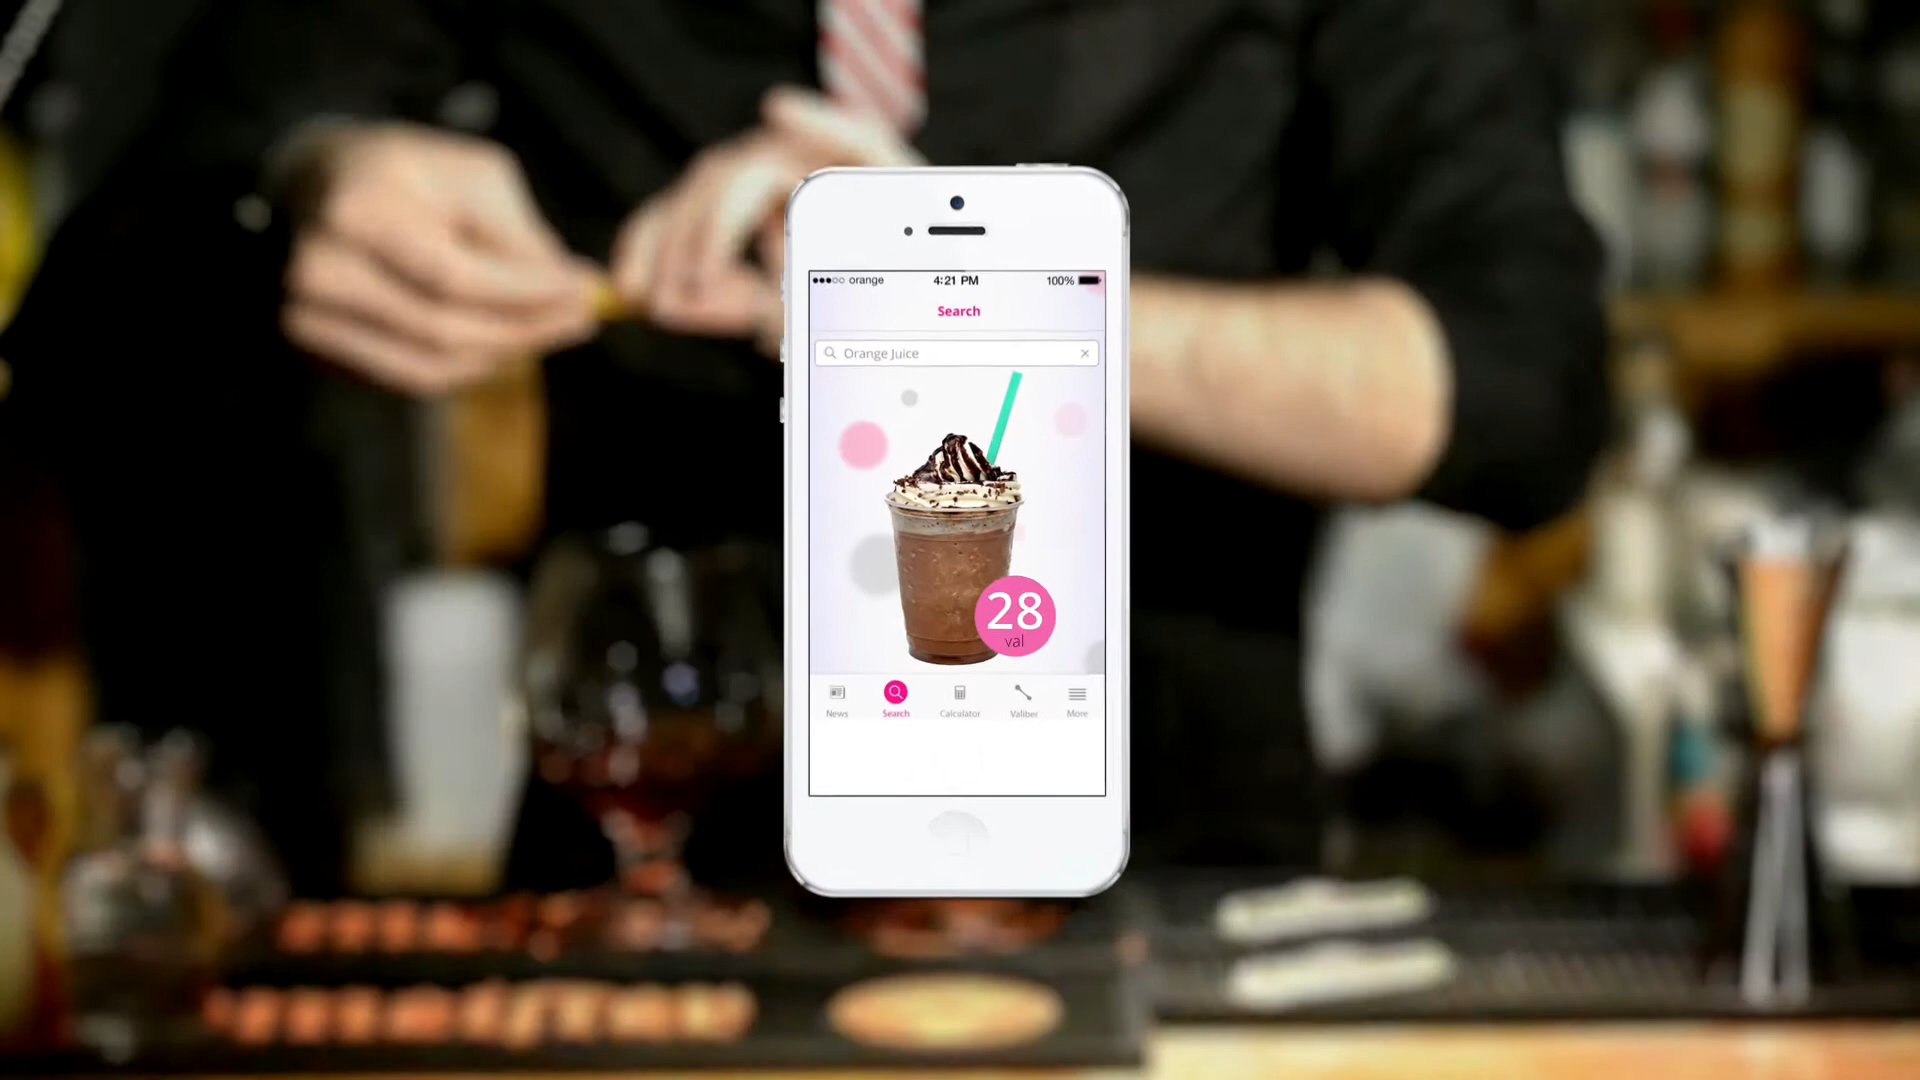 orange 4:21 PM 100%
Search
Orange Juice
28
val
News Search Calculator Valiber More